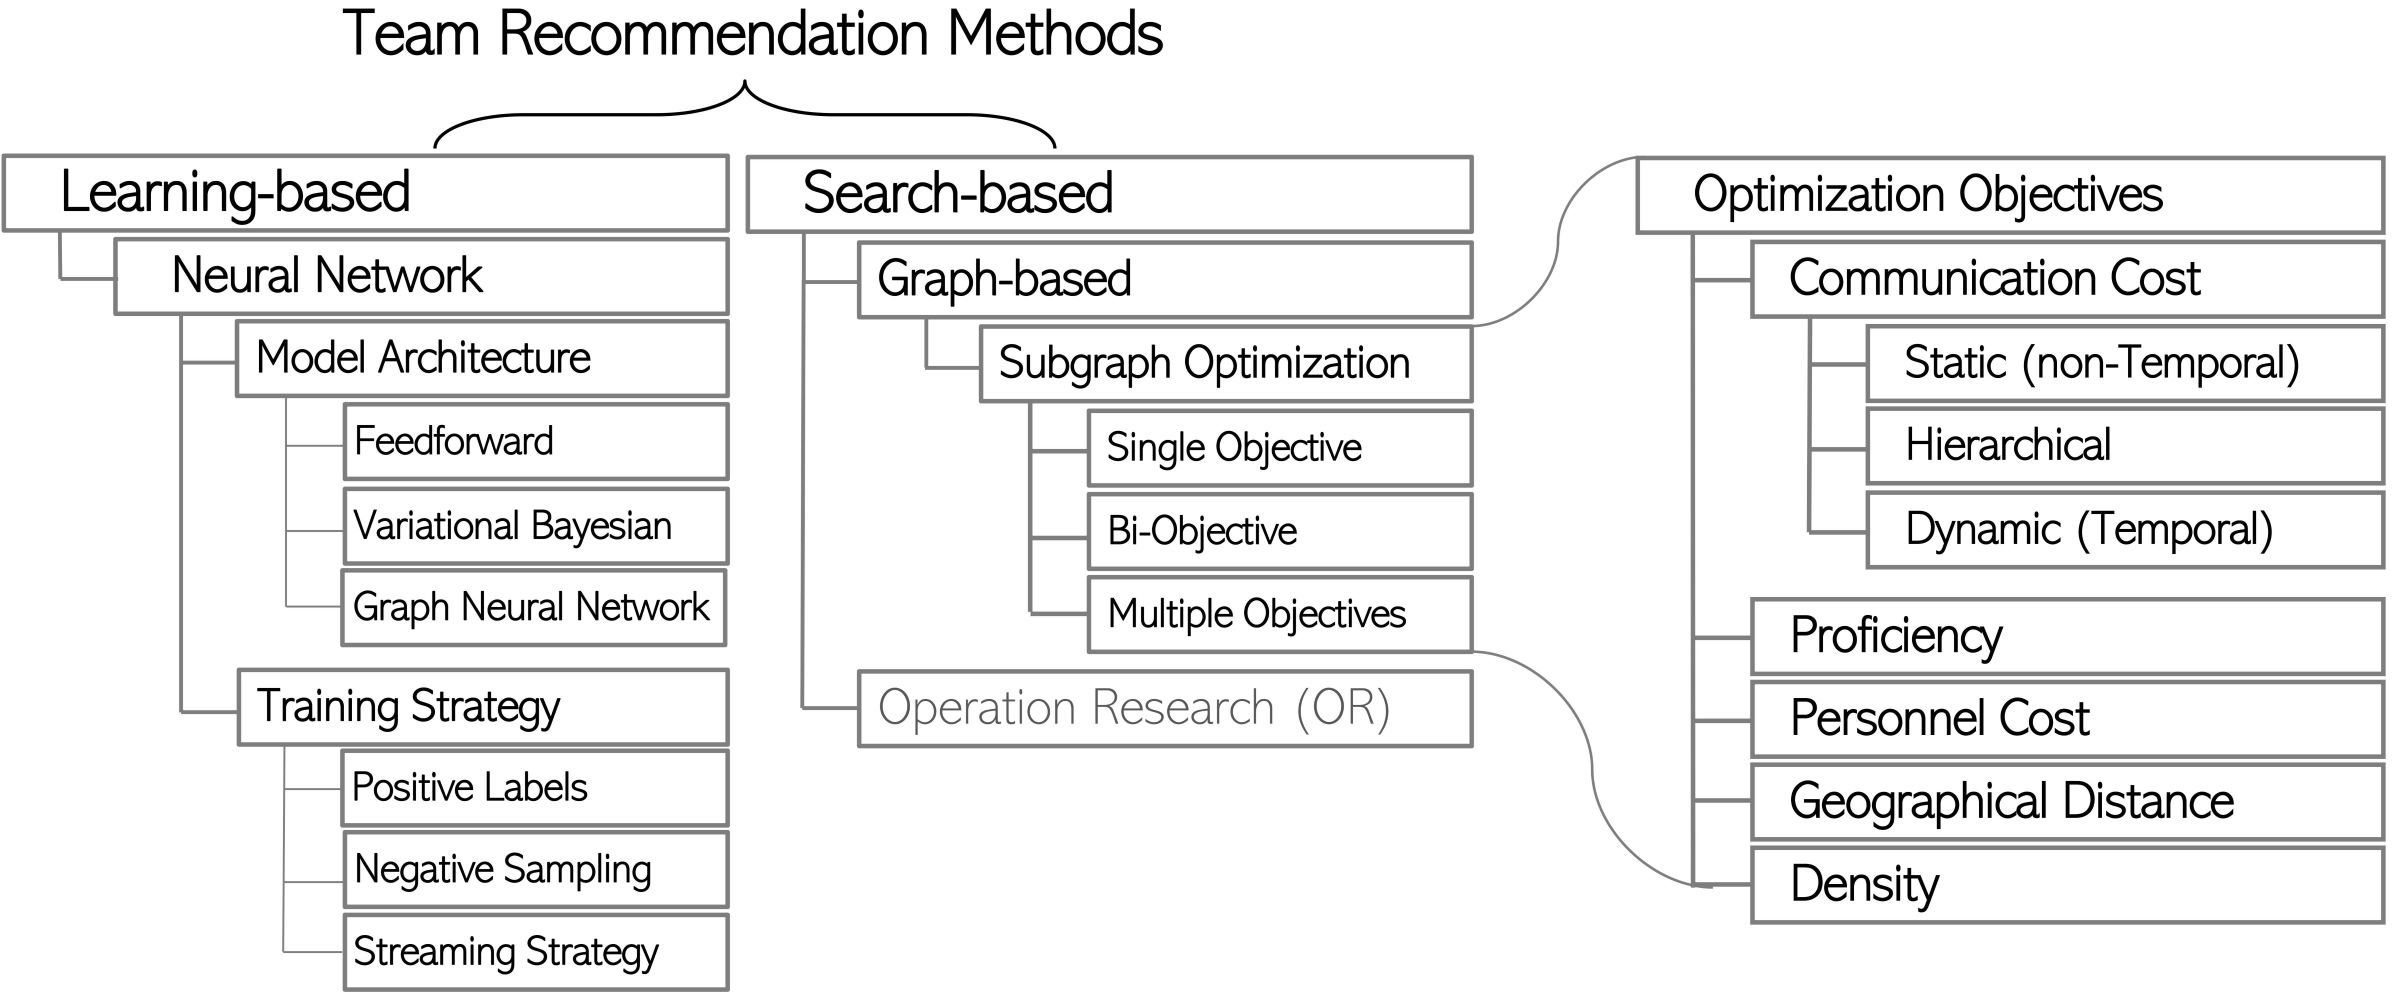 Team Recommendation Methods
Learning-based
Neural Network
Model Architecture
Feedforward
Variational Bayesian
Graph Neural Network
Training Strategy
Positive Labels
Negative Sampling
Streaming Strategy
Search-based
Graph-based
Subgraph Optimization
Single Objective
Bi-Objective
Multiple Objectives
Operation Research (OR)
Optimization Objectives
Communication Cost
Static (non-Temporal)
Hierarchical
Dynamic (Temporal)
Proficiency
Personnel Cost
Geographical Distance
Density